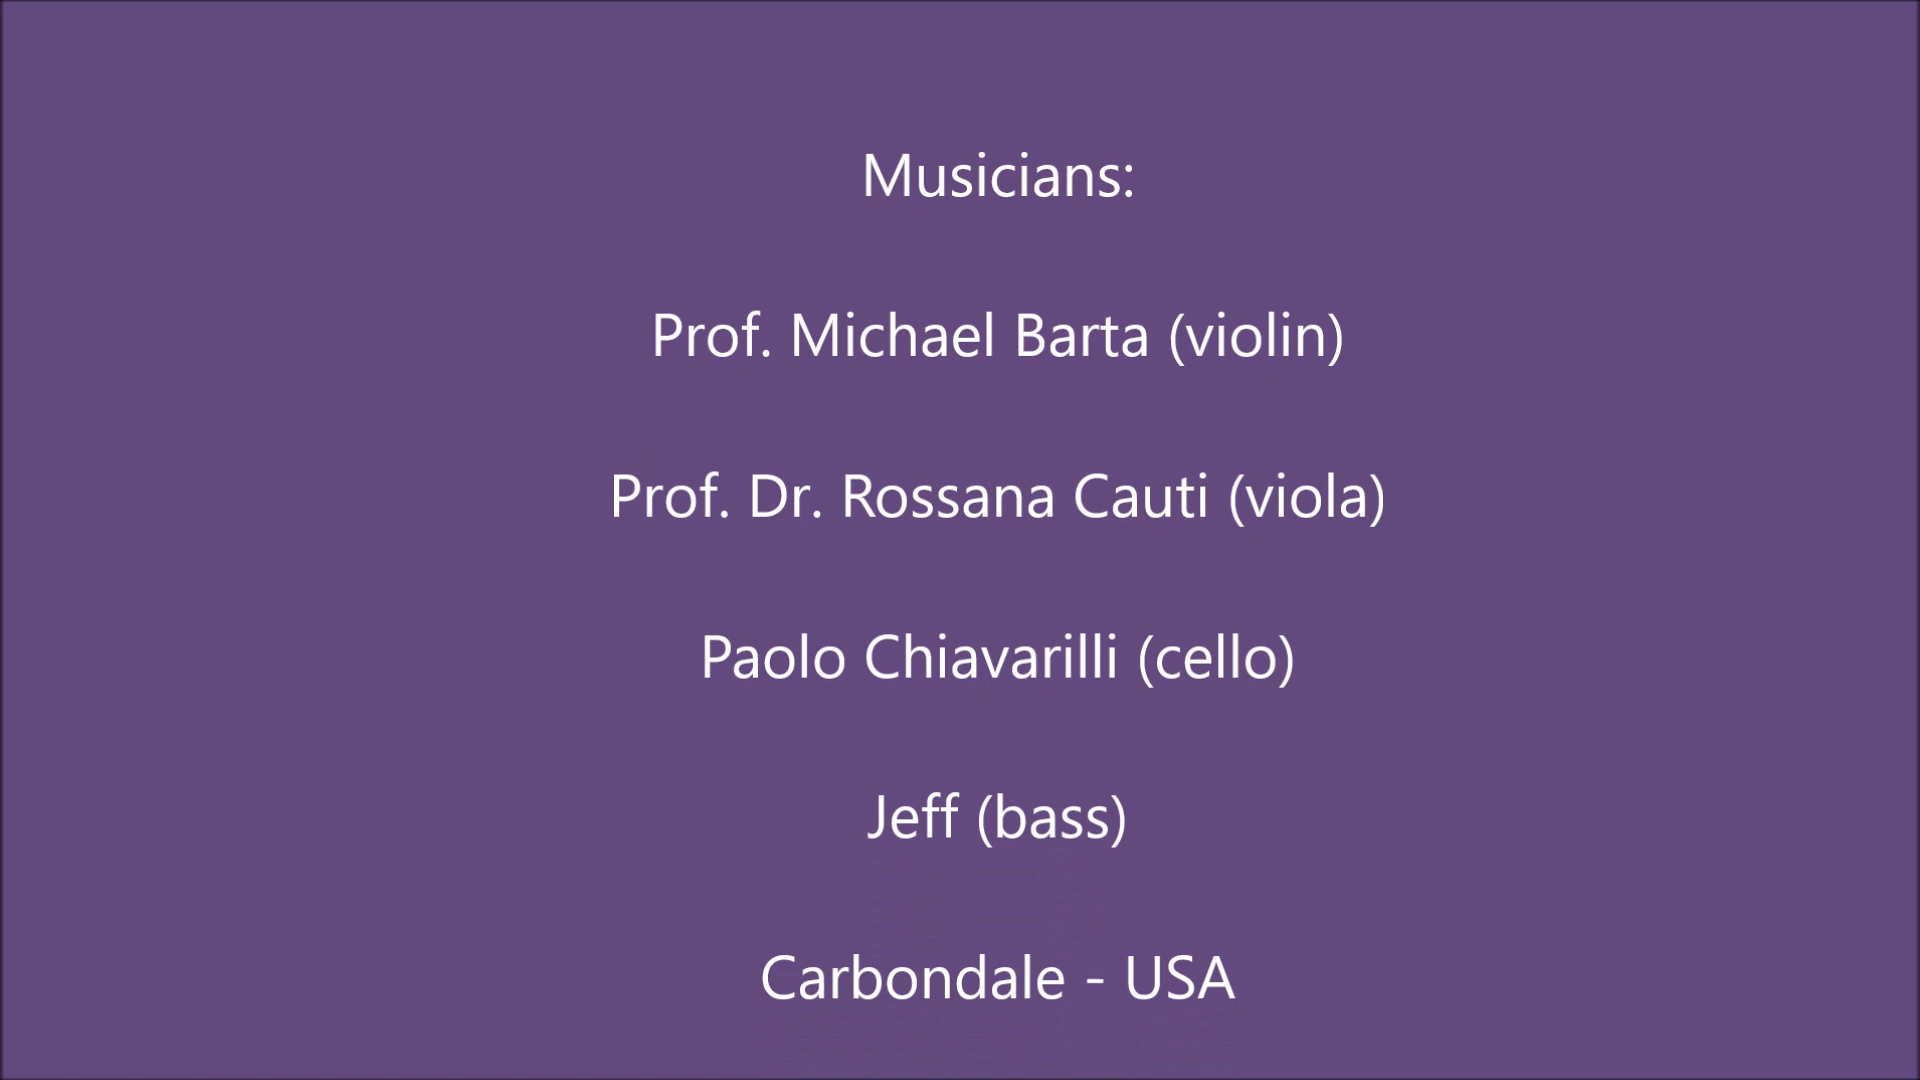 Musicians:
Prof. Michael Barta (violin)
Prof. Dr. Rossana Cauti (viola)
Paolo Chiavarilli (cello)
Jeff (bass)
Carbondale - USA